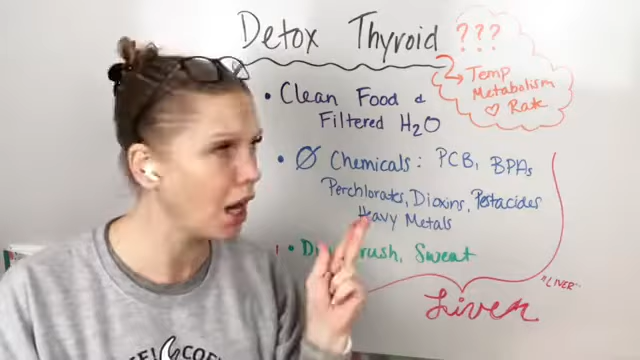 Detox Thyroid ???
Temp
Metabolism
♡ Rate
• Clean Food &
Filtered H2O
• Ø Chemicals: PCB, BPAs
Perchlorates, Dioxins, Pestacides
Heavy Metals
• Sweat
"LIVER"
Liver